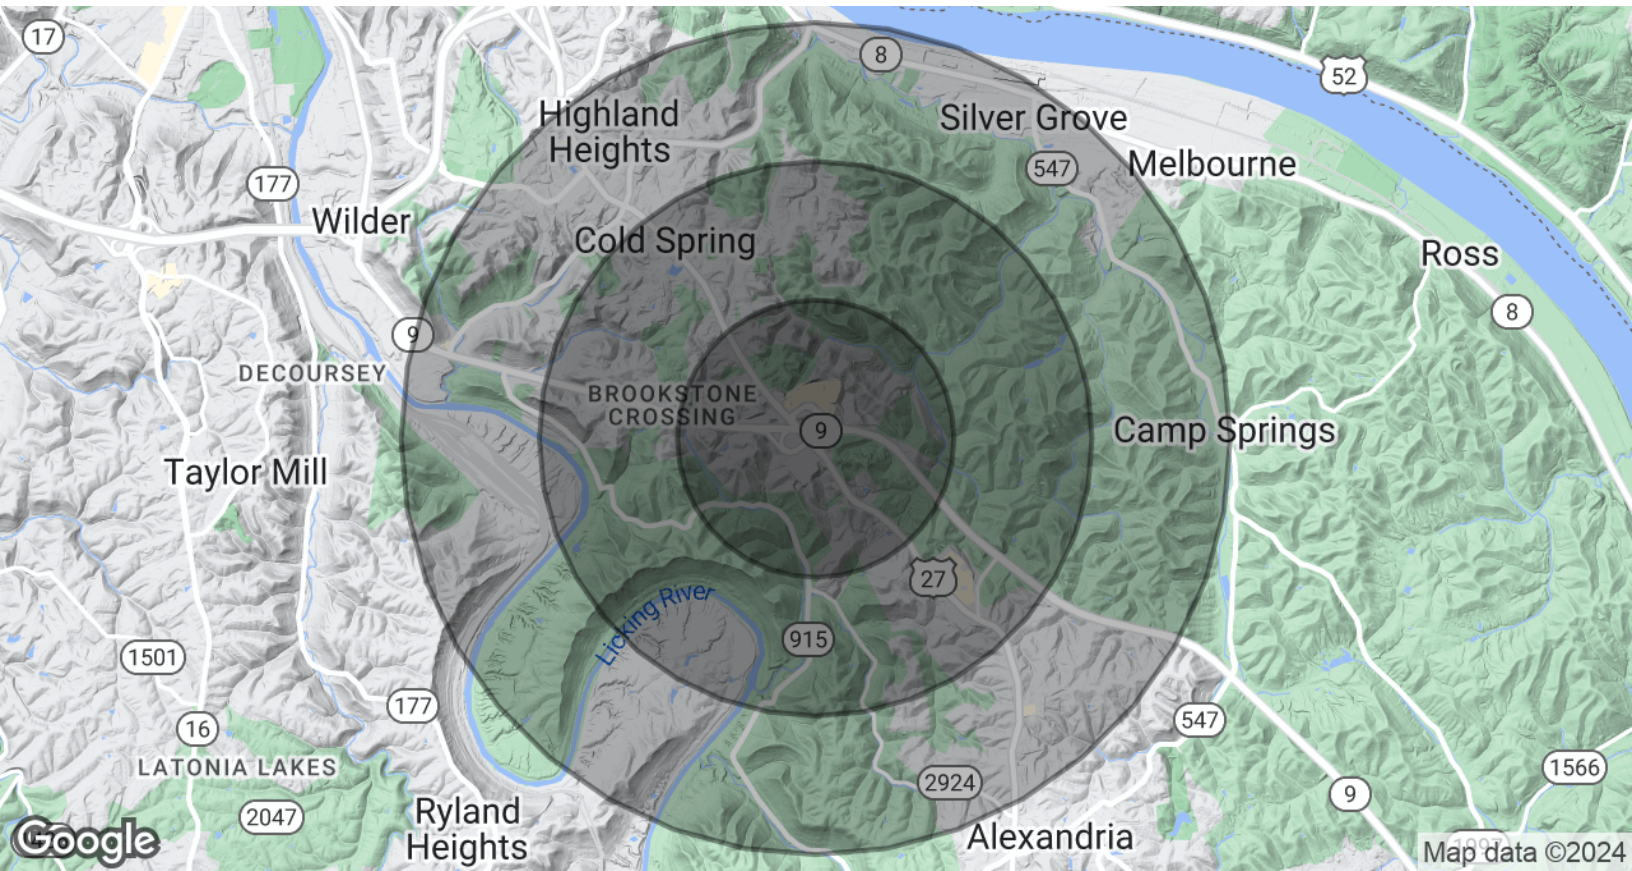 17
8
52
Highland
Heights
Silver Grove
547
Melbourne
177
Wilder
Cold Spring
Ross
8
9
DECOURSEY
BROOKSTONE
CROSSING
9
Camp Springs
Taylor Mill
27
Licking River
915
1501
177
16
547
LATONIA LAKES
2924
1566
9
2047
Ryland
Heights
Alexandria
Google
Map data ©2024